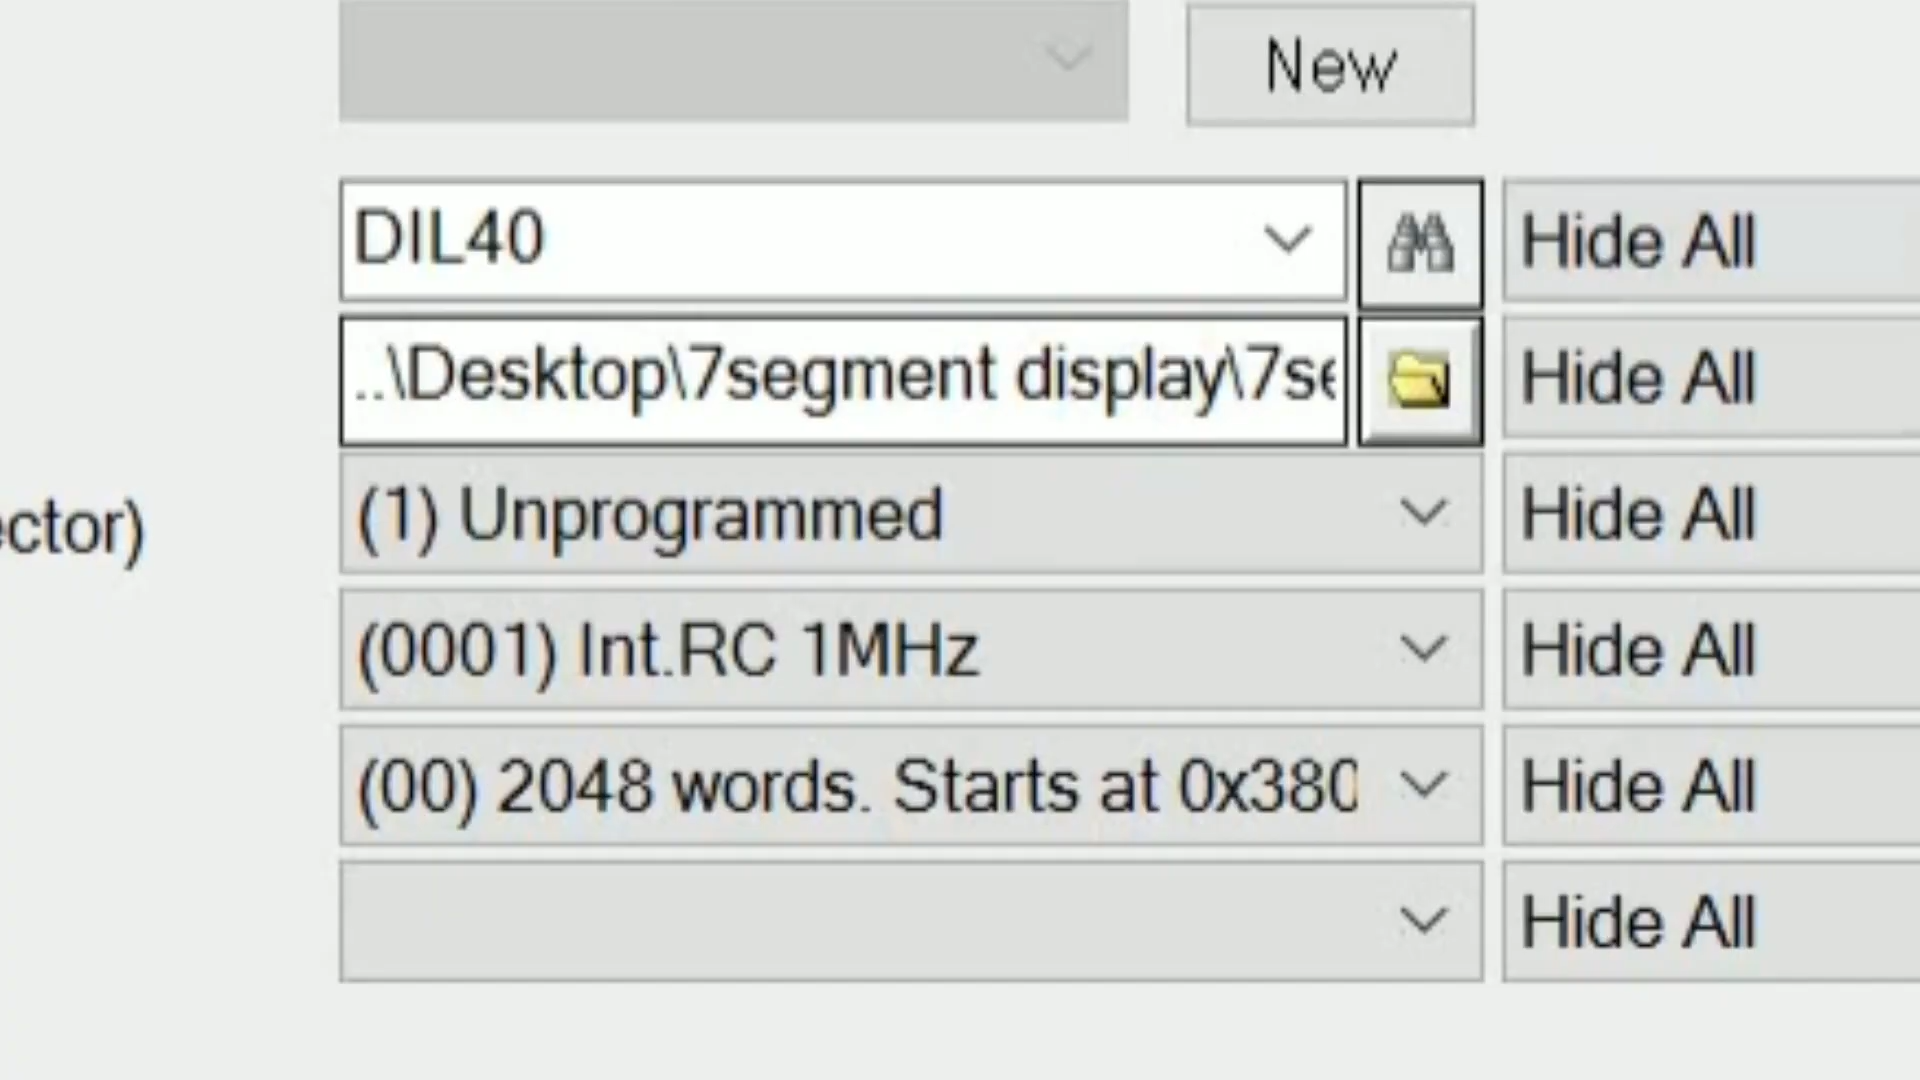 New
DIL40 Hide All
..\Desktop\7segment display\7se Hide All
ector) (1) Unprogrammed Hide All
(0001) Int.RC 1MHz Hide All
(00) 2048 words. Starts at 0x380 Hide All
Hide All